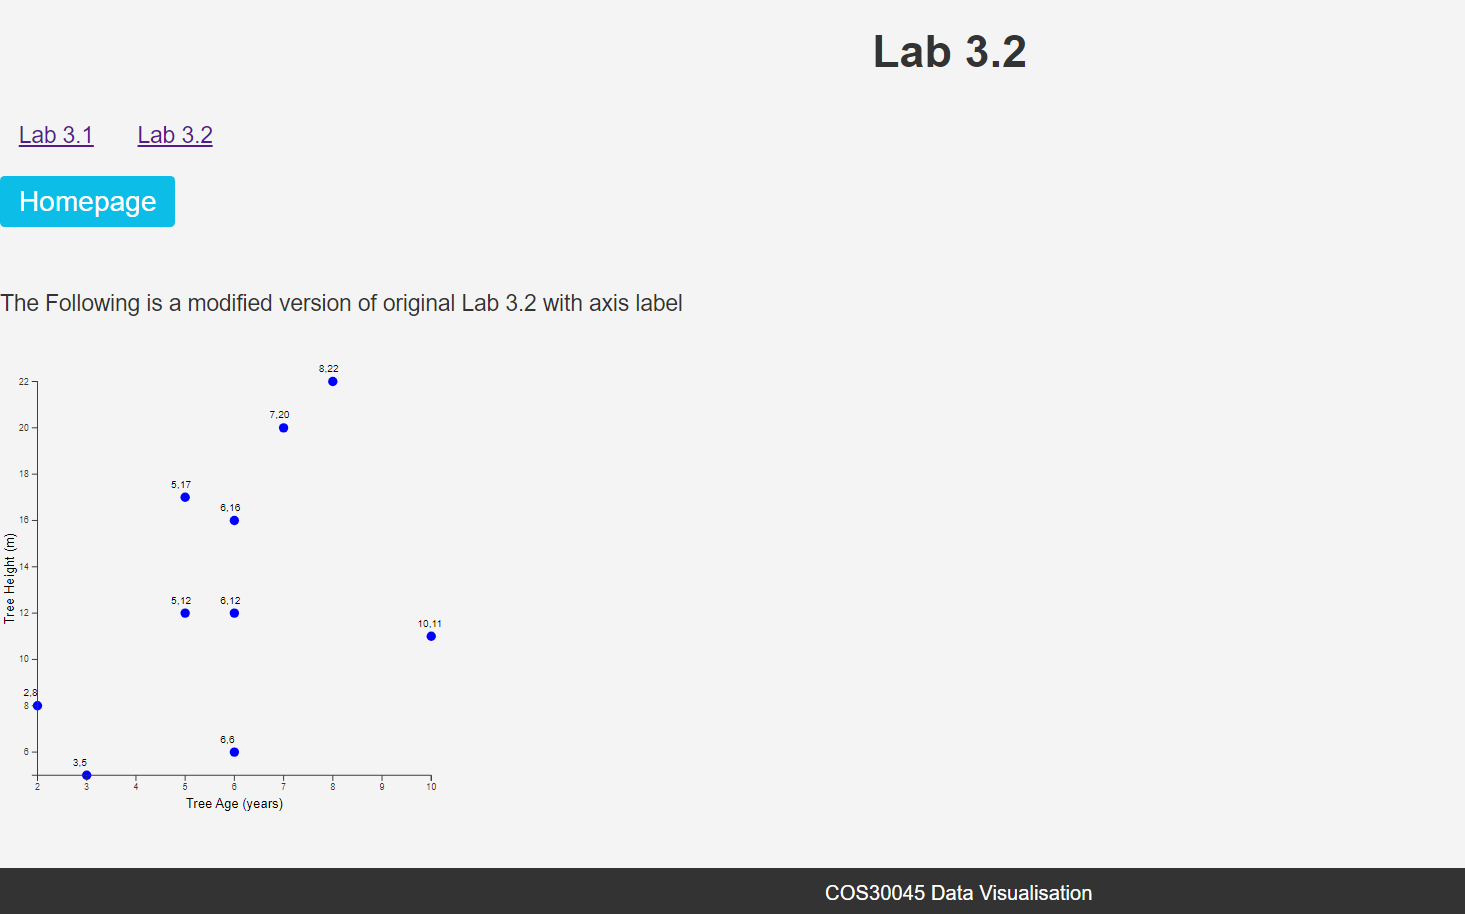 Lab 3.2
Lab 3.1 Lab 3.2
Homepage
The Following is a modified version of original Lab 3.2 with axis label
8,22
22
7,20
20
18
5,17
6,16
16
Tree Height (m)
14
5,12 6,12
12
10,11
10
2,8
8
6,6
6
3,5
2 3 4 5 6 7 8 9 10
Tree Age (years)
COS30045 Data Visualisation